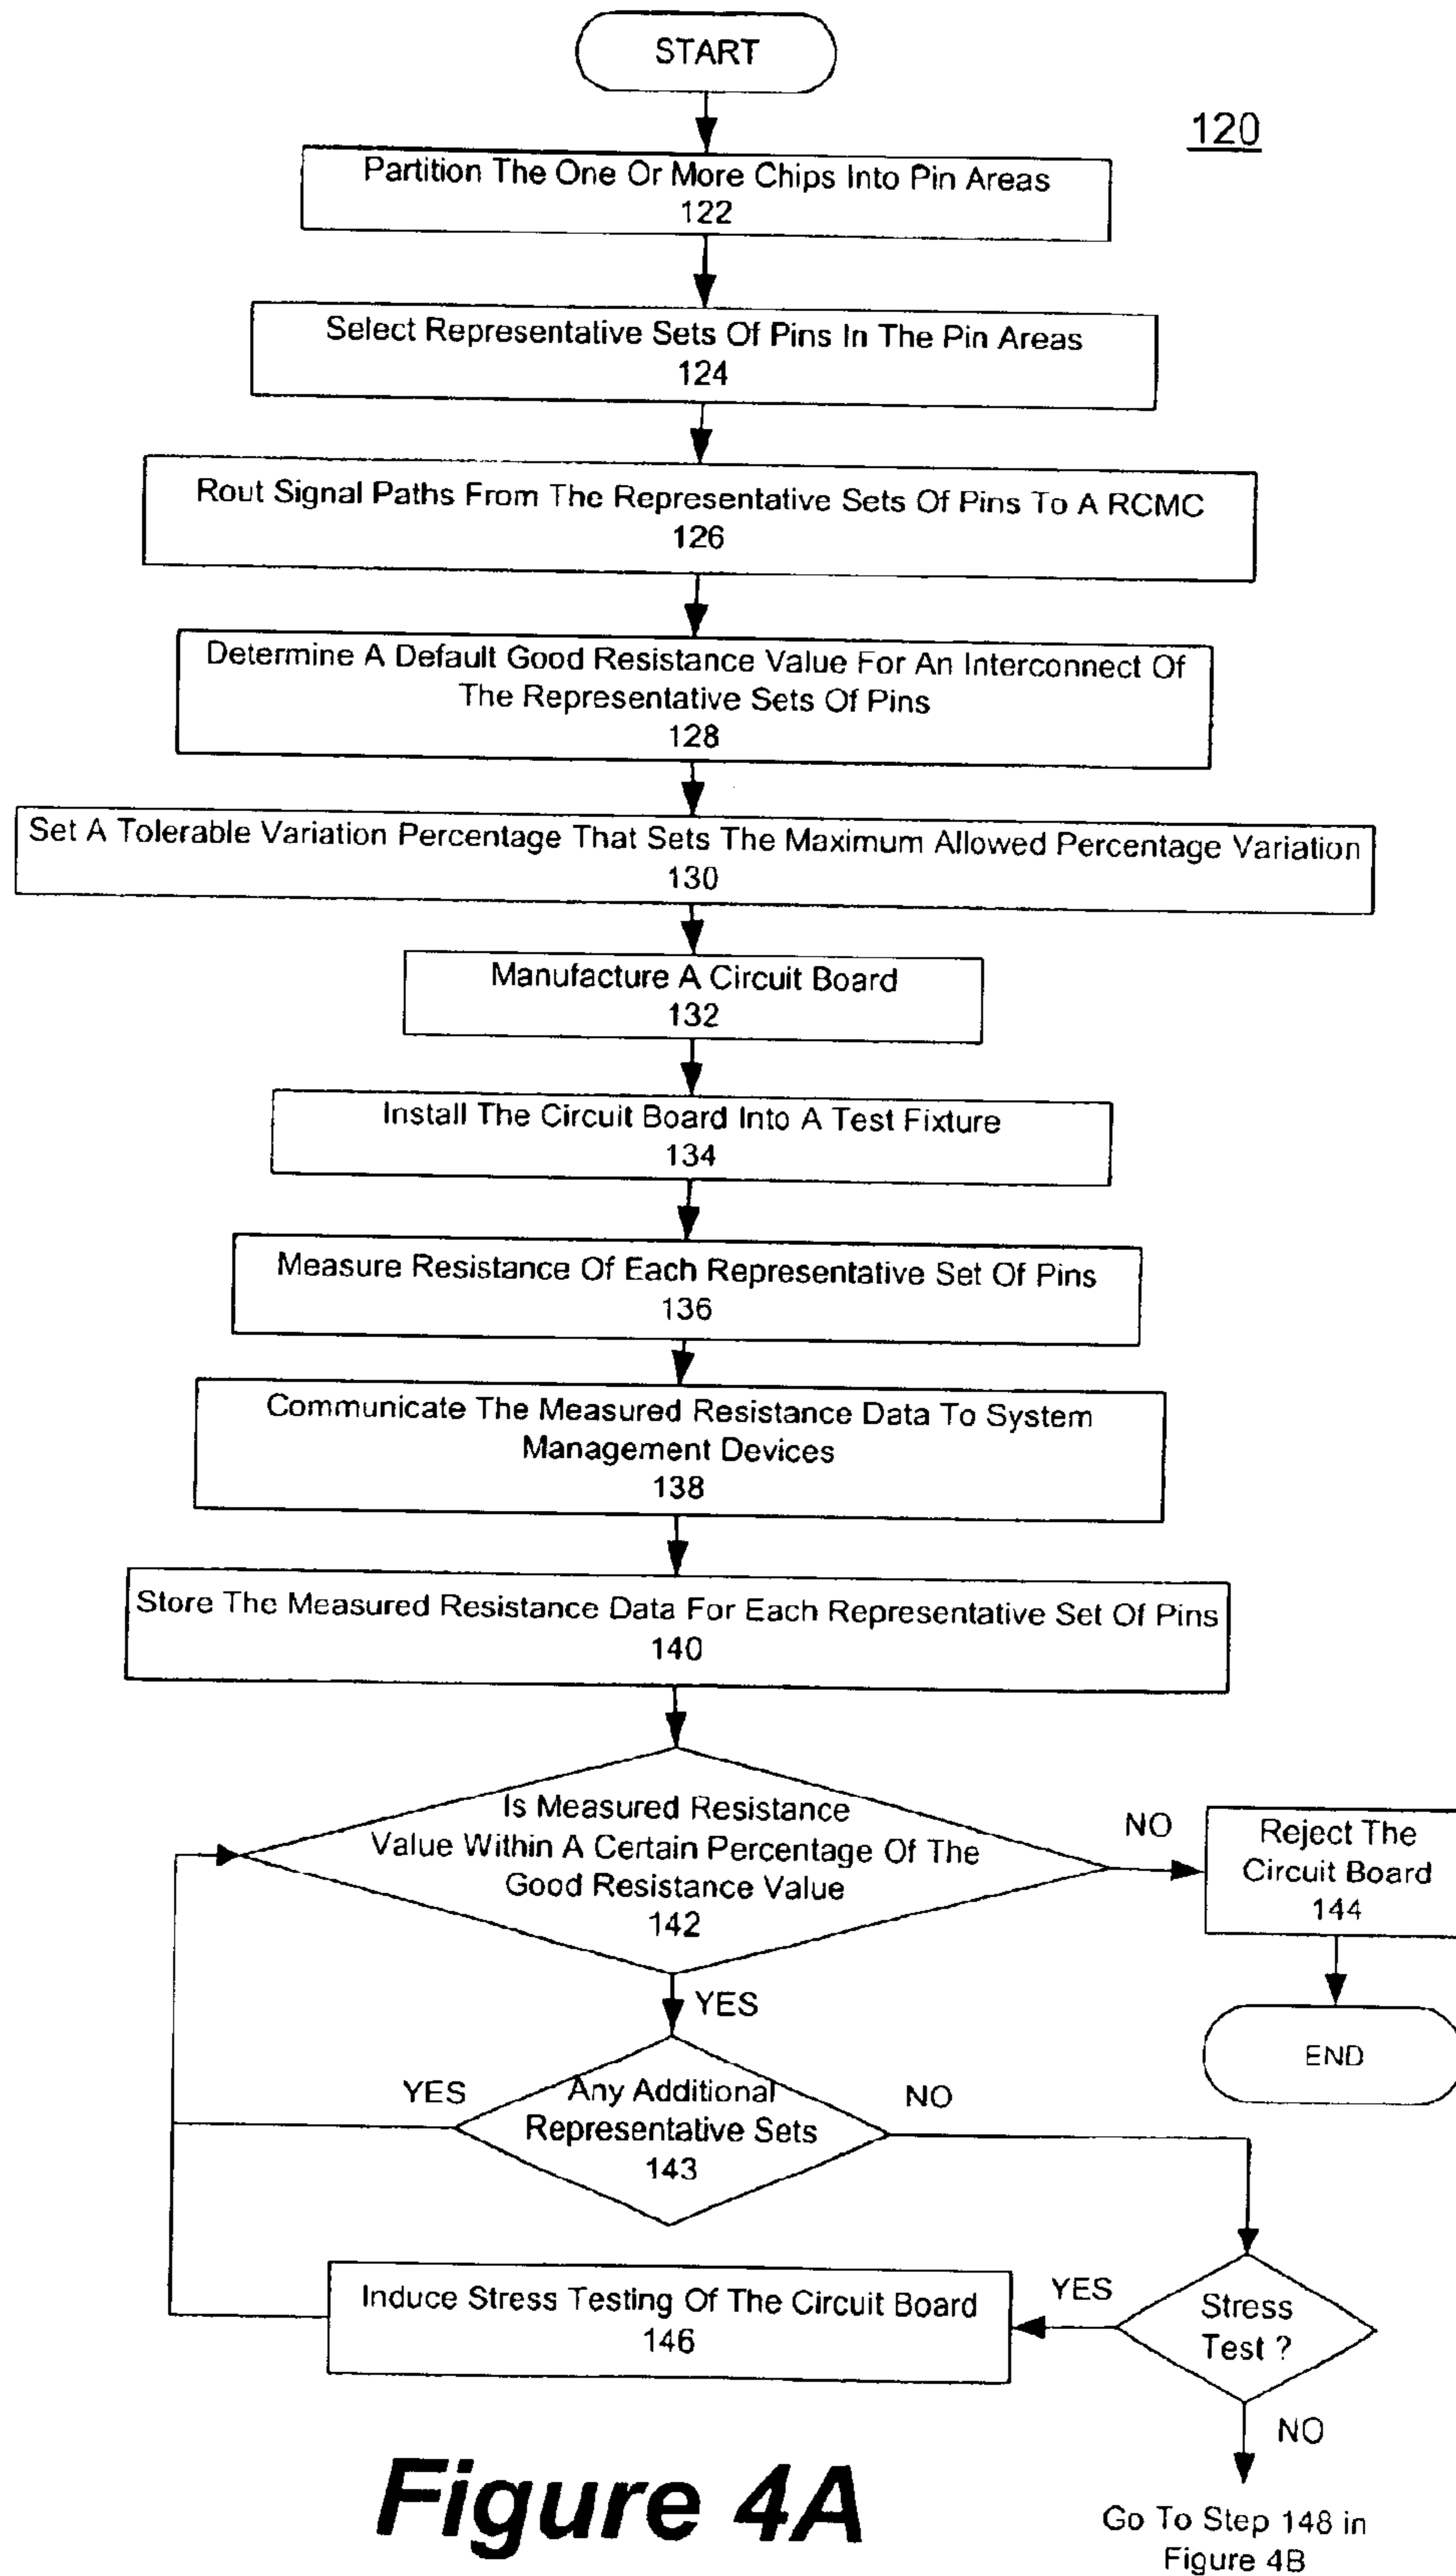 START
120
Partition The One Or More Chips Into Pin Areas
122
Select Representative Sets Of Pins In The Pin Areas
124
Rout Signal Paths From The Representative Sets Of Pins To A RCMC
126
Determine A Default Good Resistance Value For An Interconnect Of
The Representative Sets Of Pins
128
Set A Tolerable Variation Percentage That Sets The Maximum Allowed Percentage Variation
130
Manufacture A Circuit Board
132
Install The Circuit Board Into A Test Fixture
134
Measure Resistance Of Each Representative Set Of Pins
136
Communicate The Measured Resistance Data To System
Management Devices
138
Store The Measured Resistance Data For Each Representative Set Of Pins
140
Is Measured Resistance
Value Within A Certain Percentage Of The
Good Resistance Value
142
NO
Reject The
Circuit Board
144
END
YES
YES
Any Additional
Representative Sets
143
NO
Induce Stress Testing Of The Circuit Board
146
YES
Stress
Test ?
NO
Go To Step 148 in
Figure 4B
Figure 4A